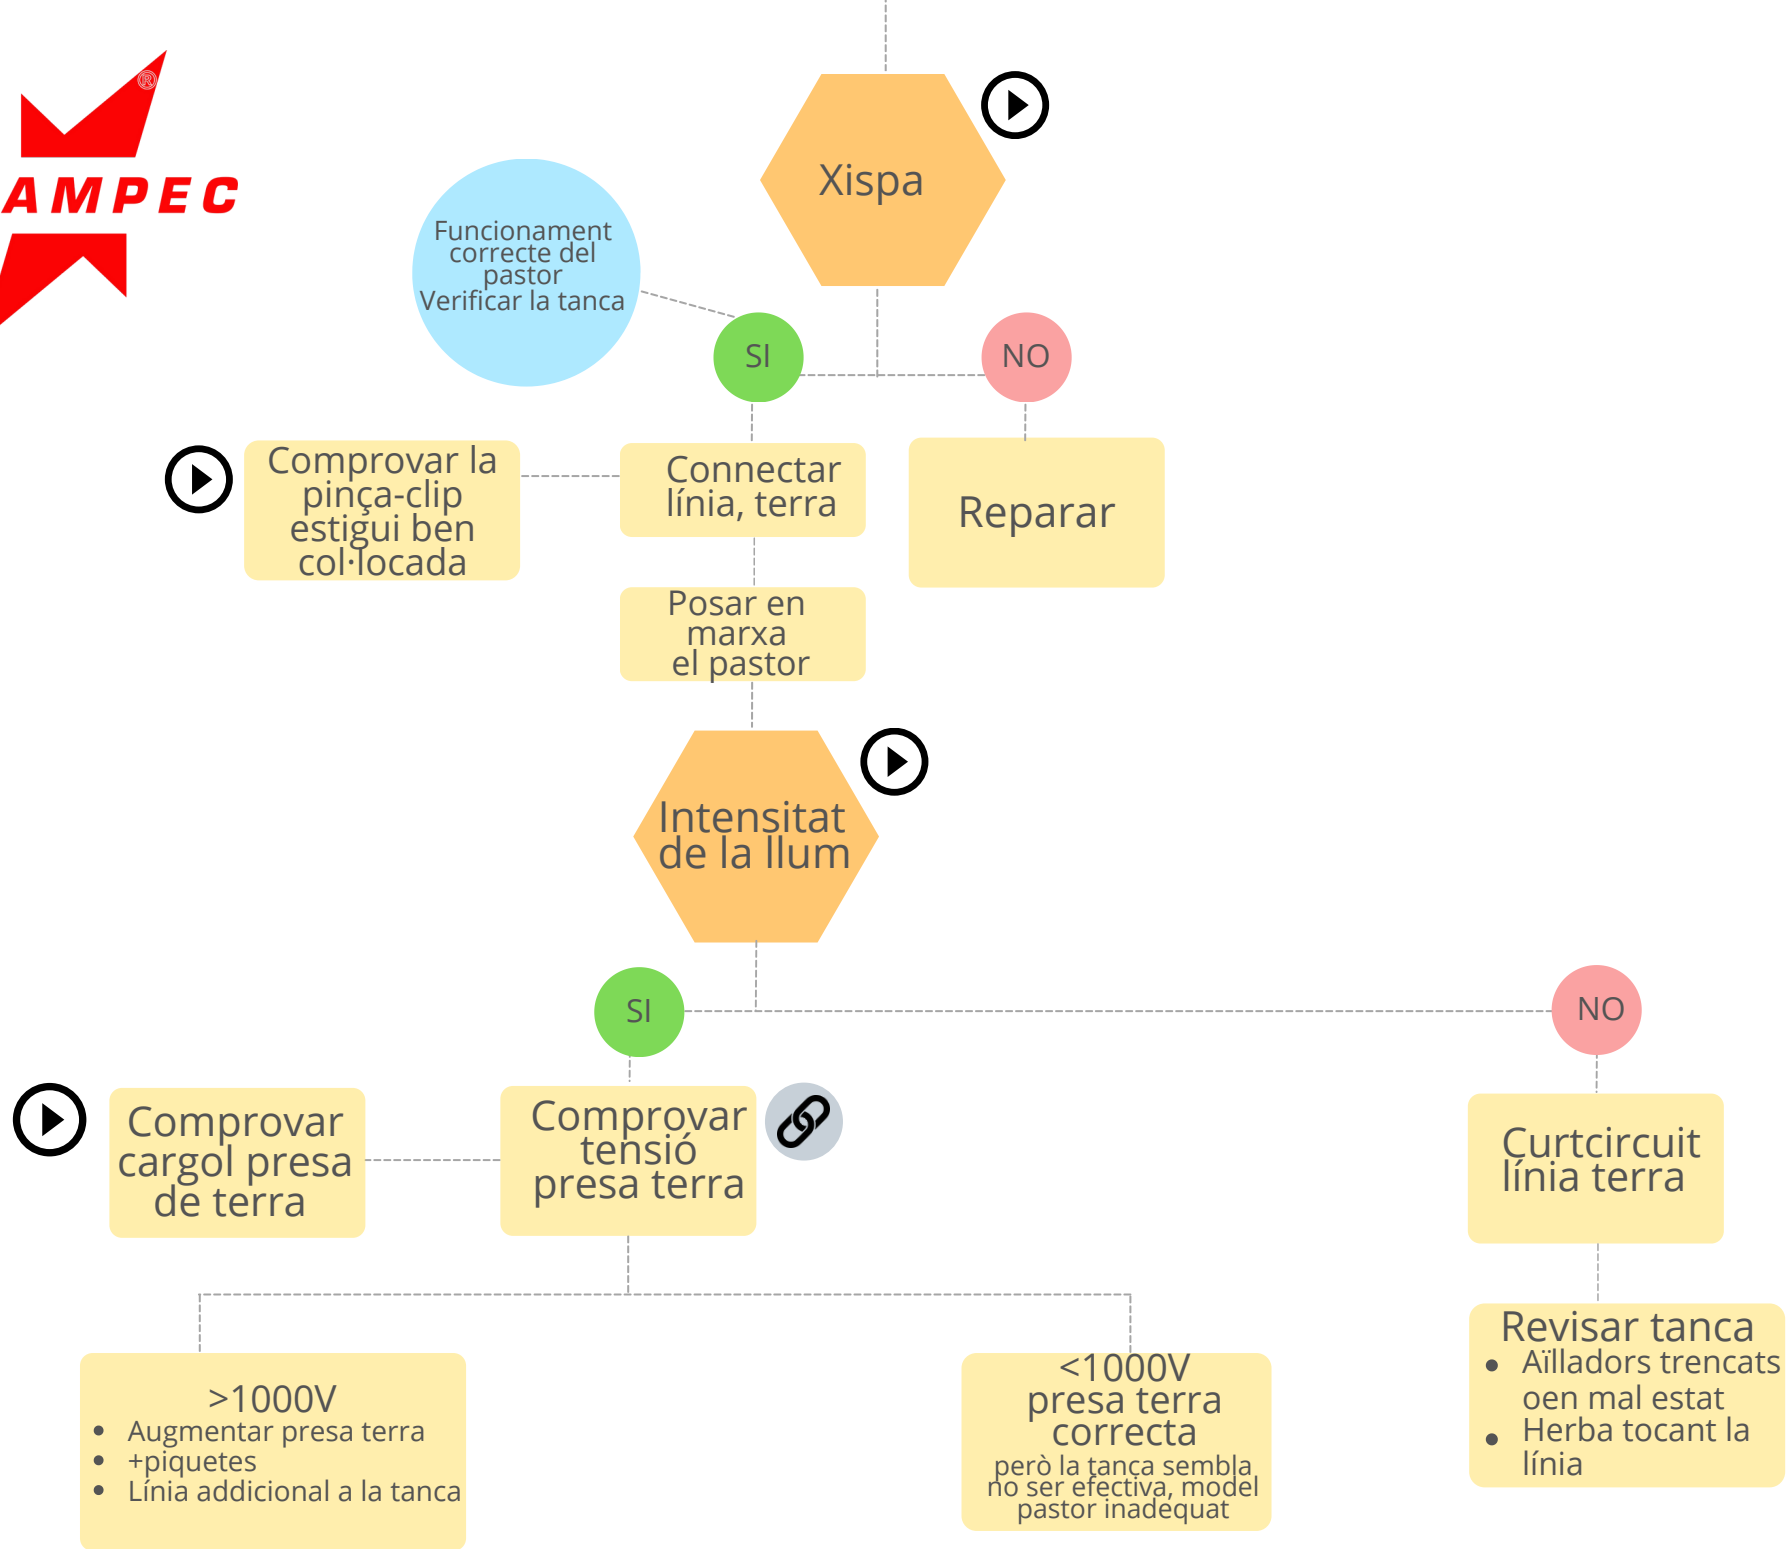 ®
AMPEC
Xispa
Funcionament
correcte del
pastor
Verificar la tanca
SI
NO
Comprovar la
pinça-clip
estigui ben
col·locada
Connectar
línia, terra
Reparar
Posar en
marxa
el pastor
Intensitat
de la llum
SI
NO
Comprovar
cargol presa
de terra
Comprovar
tensió
presa terra
Curtcircuit
línia terra
>1000V
• Augmentar presa terra
• +piquetes
• Línia addicional a la tanca
<1000V
presa terra
correcta
però la tanca sembla
no ser efectiva, model
pastor inadequat
Revisar tanca
• Aïlladors trencats
oen mal estat
• Herba tocant la
línia